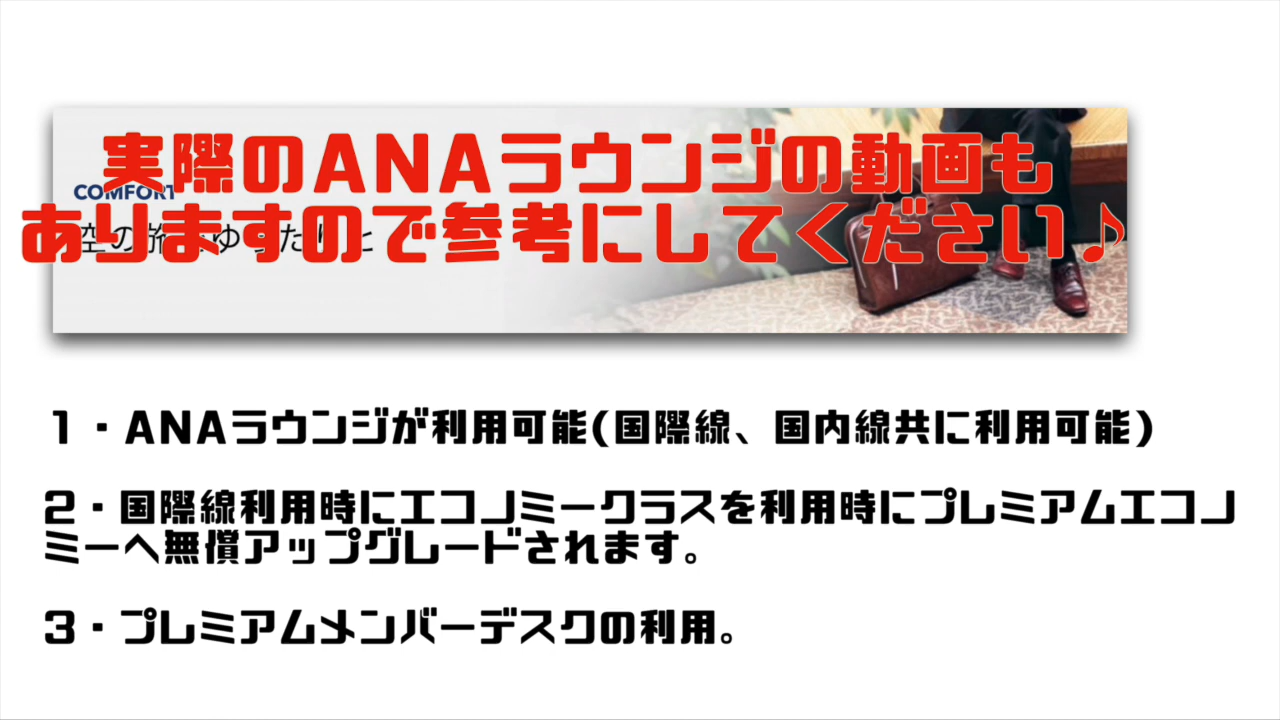 実際のANAラウンジの動画も
COMFORT
ありますので参考にしてください♪
1・ANAラウンジが利用可能(国際線、国内線共に利用可能)
2・国際線利用時にエコノミークラスを利用時にプレミアムエコノ
ミーへ無償アップグレードされます。
3・プレミアムメンバーデスクの利用。